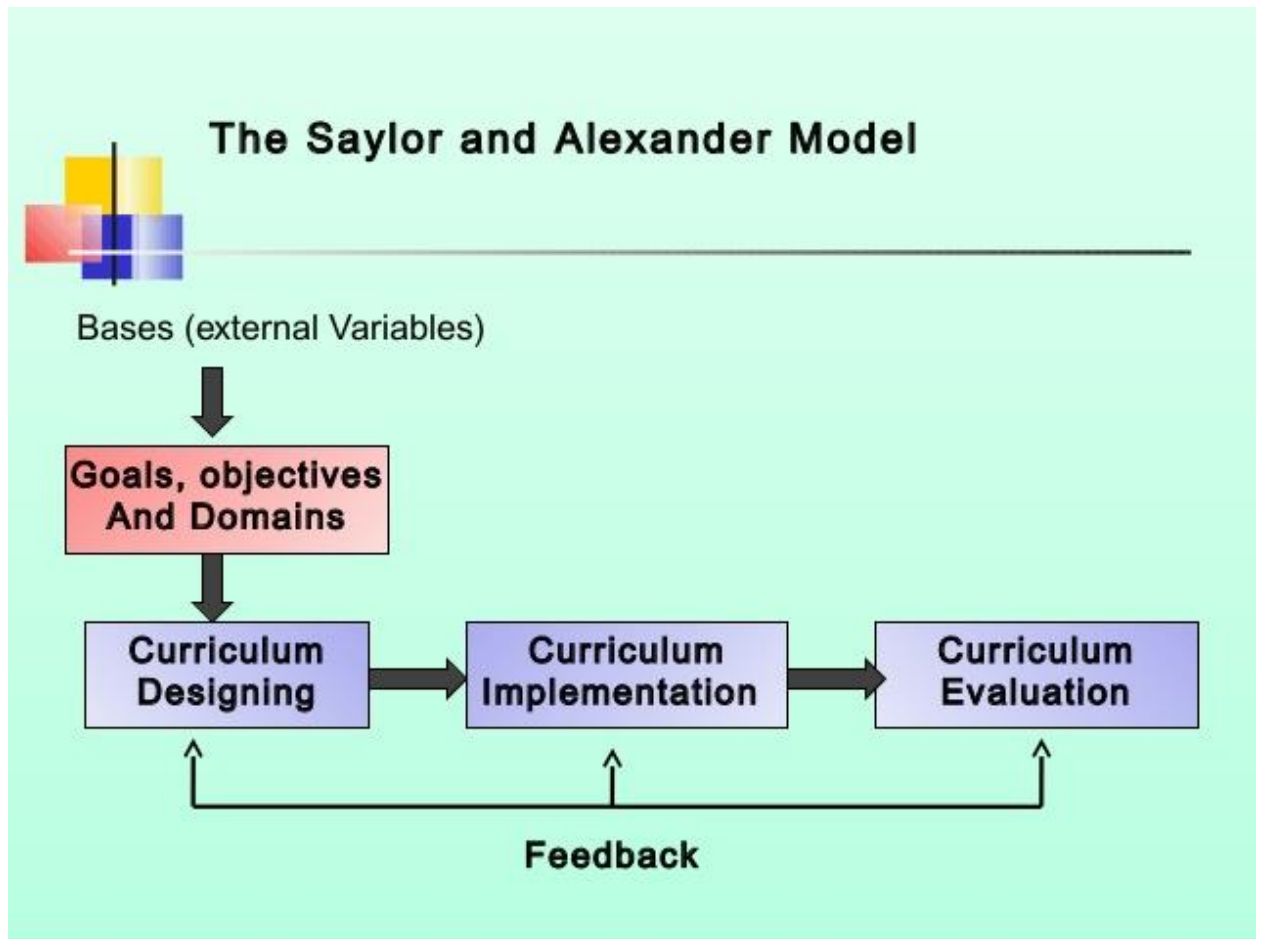 The Saylor and Alexander Model
Bases (external Variables)
Goals, objectives
And Domains
Curriculum
Designing
Curriculum
Implementation
Curriculum
Evaluation
Feedback